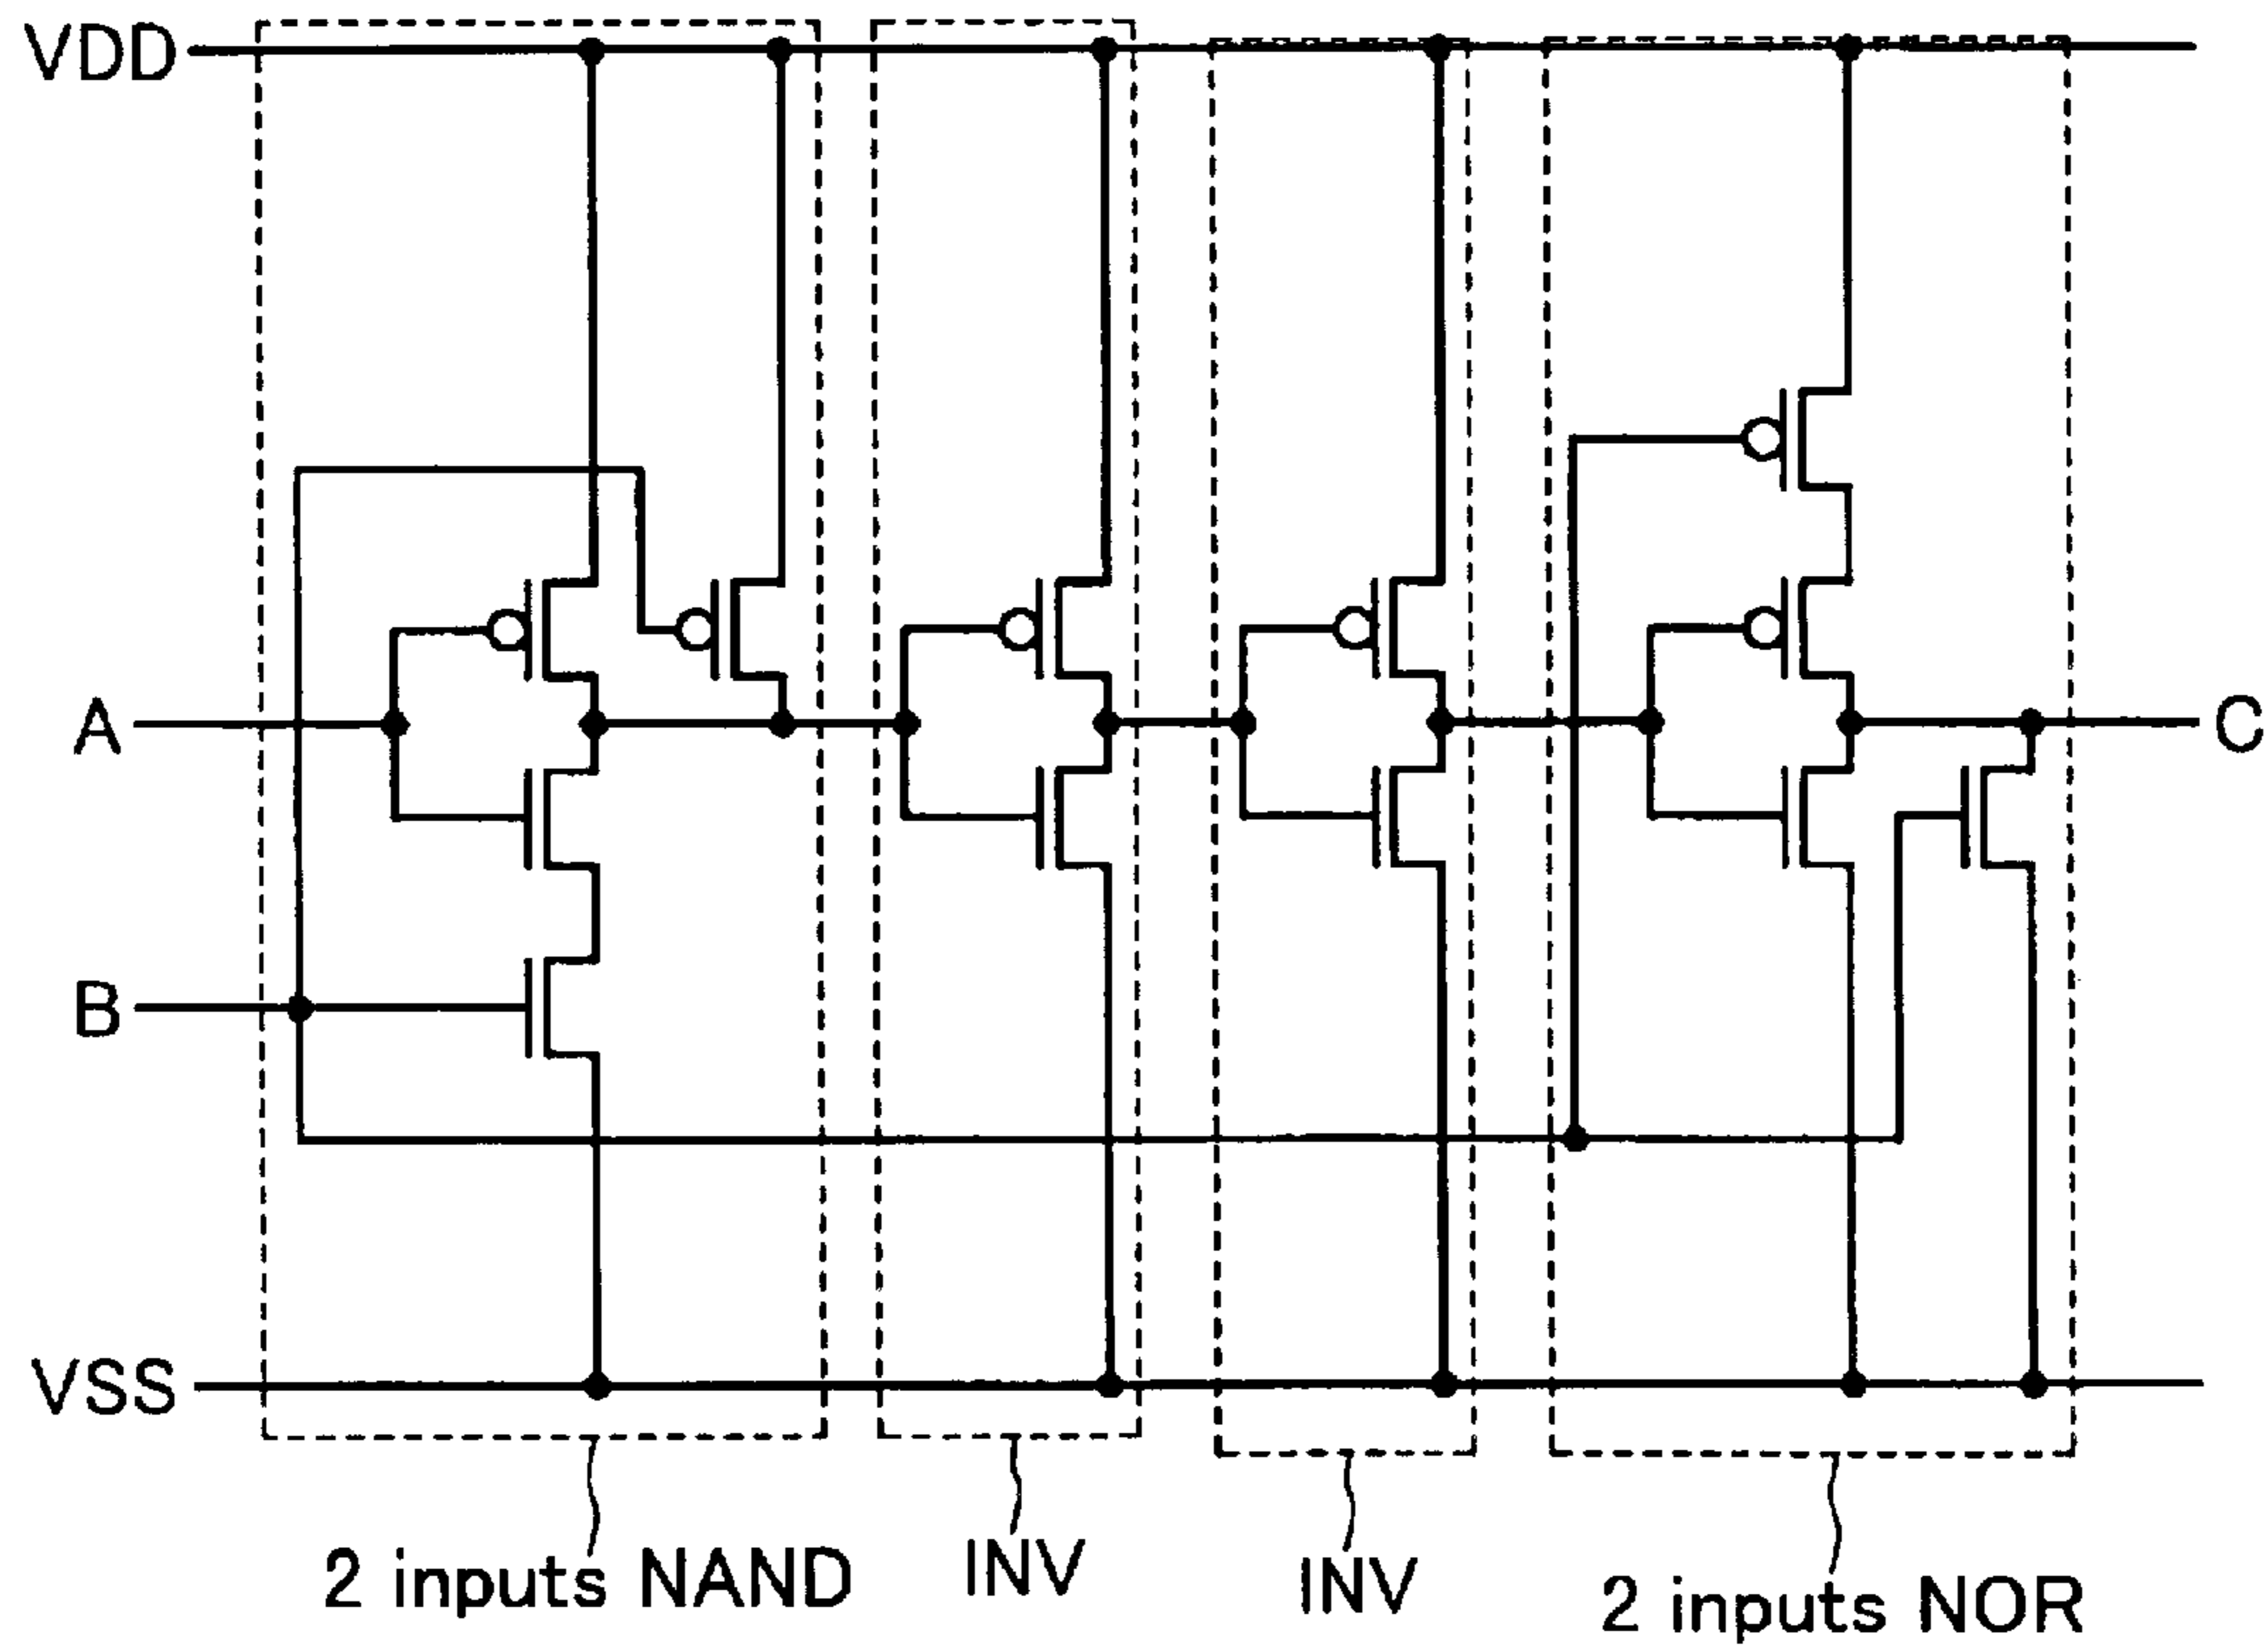 VDD
A
C
B
VSS
2 inputs NAND
INV
INV
2 inputs NOR